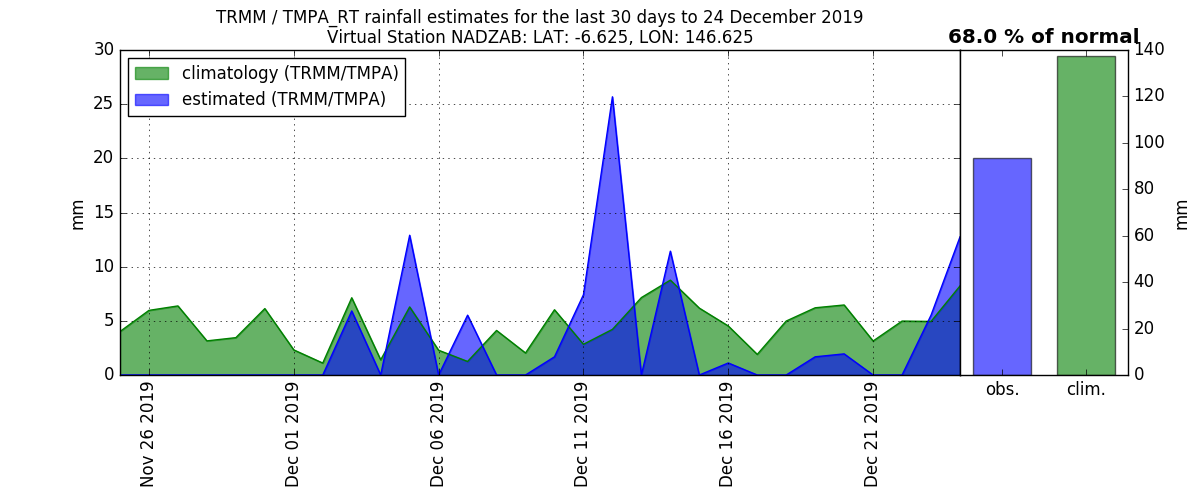 TRMM / TMPA_RT rainfall estimates for the last 30 days to 24 December 2019
Virtual Station NADZAB: LAT: -6.625, LON: 146.625
68.0 % of normal
climatology (TRMM/TMPA)
estimated (TRMM/TMPA)
30
25
20
15
10
5
0
mm
Nov 26 2019
Dec 01 2019
Dec 06 2019
Dec 11 2019
Dec 16 2019
Dec 21 2019
obs.
clim.
140
120
100
80
60
40
20
0
mm